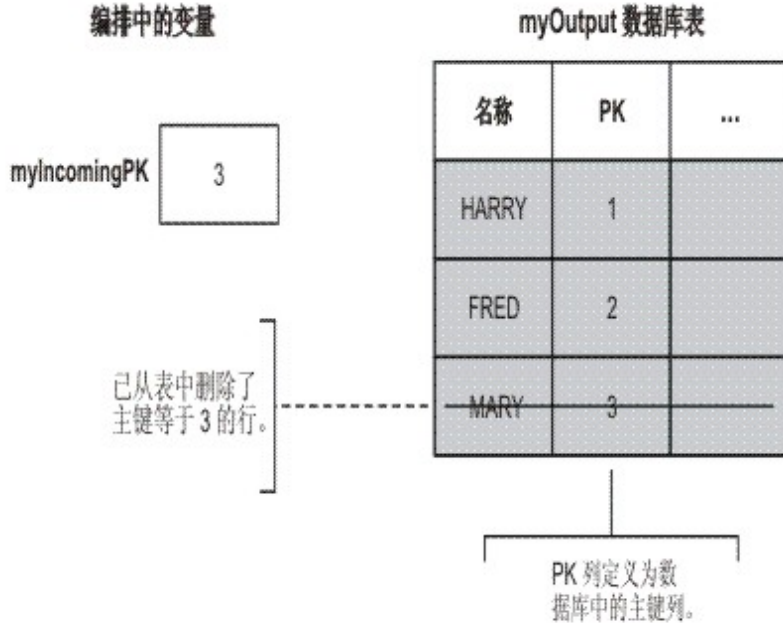 编排中的变量
myIncomingPK
3
已从表中删除了
主键等于 3 的行。
myOutput 数据库表
名称 PK ...
HARRY 1
FRED 2
MARY 3
PK 列定义为数
据库中的主键列。